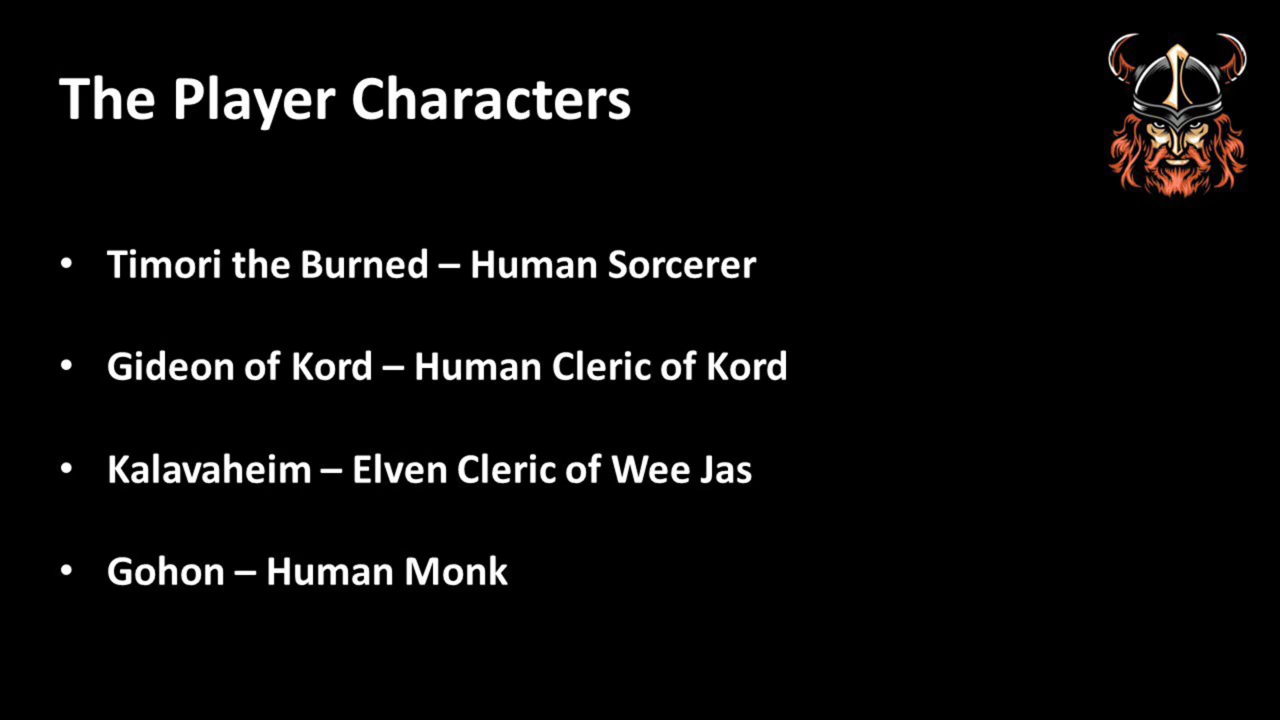 The Player Characters
• Timori the Burned – Human Sorcerer
• Gideon of Kord – Human Cleric of Kord
• Kalavaheim – Elven Cleric of Wee Jas
• Gohon – Human Monk